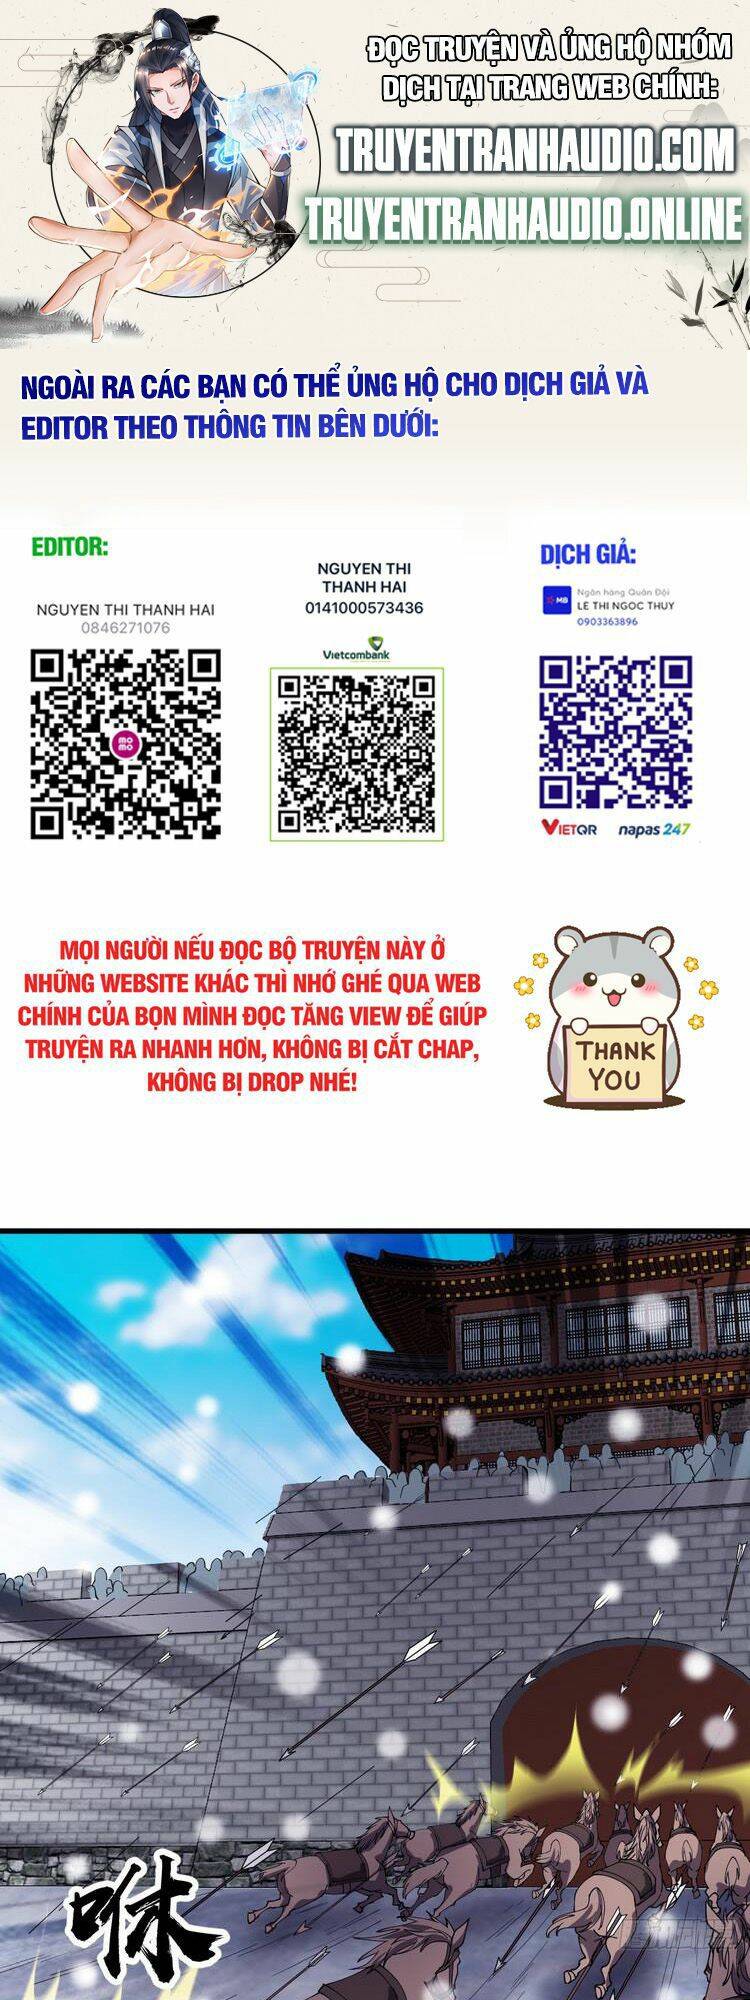 ĐỌC TRUYỆN VÀ ỦNG HỘ NHÓM
DỊCH TẠI TRANG WEB CHÍNH:
TRUYENTRANHAUDIO.COM
TRUYENTRANHAUDIO.ONLINE
NGOÀI RA CÁC BẠN CÓ THỂ ỦNG HỘ CHO DỊCH GIẢ VÀ
EDITOR THEO THÔNG TIN BÊN DƯỚI:
EDITOR:
NGUYEN THI THANH HAI
0846271076
momo
NGUYEN THI
THANH HAI
0141000573436
Vietcombank
DỊCH GIẢ:
MB
Ngân hàng Quân Đội
LE THI NGOC THUY
0903363896
VIETQR napas 247
MỌI NGƯỜI NẾU ĐỌC BỘ TRUYỆN NÀY Ở
NHỮNG WEBSITE KHÁC THÌ NHỚ GHÉ QUA WEB
CHÍNH CỦA BỌN MÌNH ĐỌC TĂNG VIEW ĐỂ GIÚP
TRUYỆN RA NHANH HƠN, KHÔNG BỊ CẮT CHAP,
KHÔNG BỊ DROP NHÉ!
THANK
YOU
咻